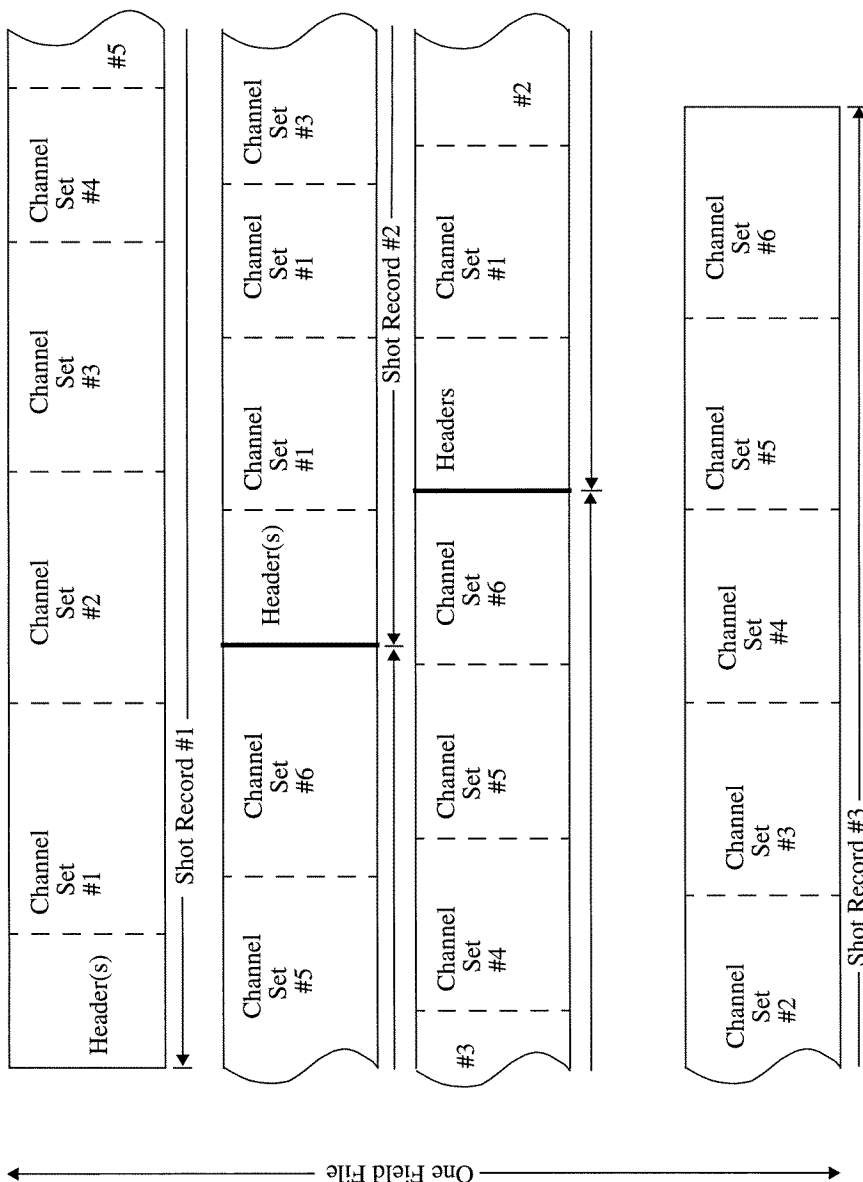 Header(s)
Channel
Set
#1
Channel
Set
#2
Channel
Set
#3
Channel
Set
#4
#5
Shot Record #1
Channel
Set
#5
Channel
Set
#6
Header(s)
Channel
Set
#1
Channel
Set
#1
Channel
Set
#3
Shot Record #2
#3
Channel
Set
#4
Channel
Set
#5
Channel
Set
#6
Headers
Channel
Set
#1
#2
Channel
Set
#2
Channel
Set
#3
Channel
Set
#4
Channel
Set
#5
Channel
Set
#6
Shot Record #3
One Field File